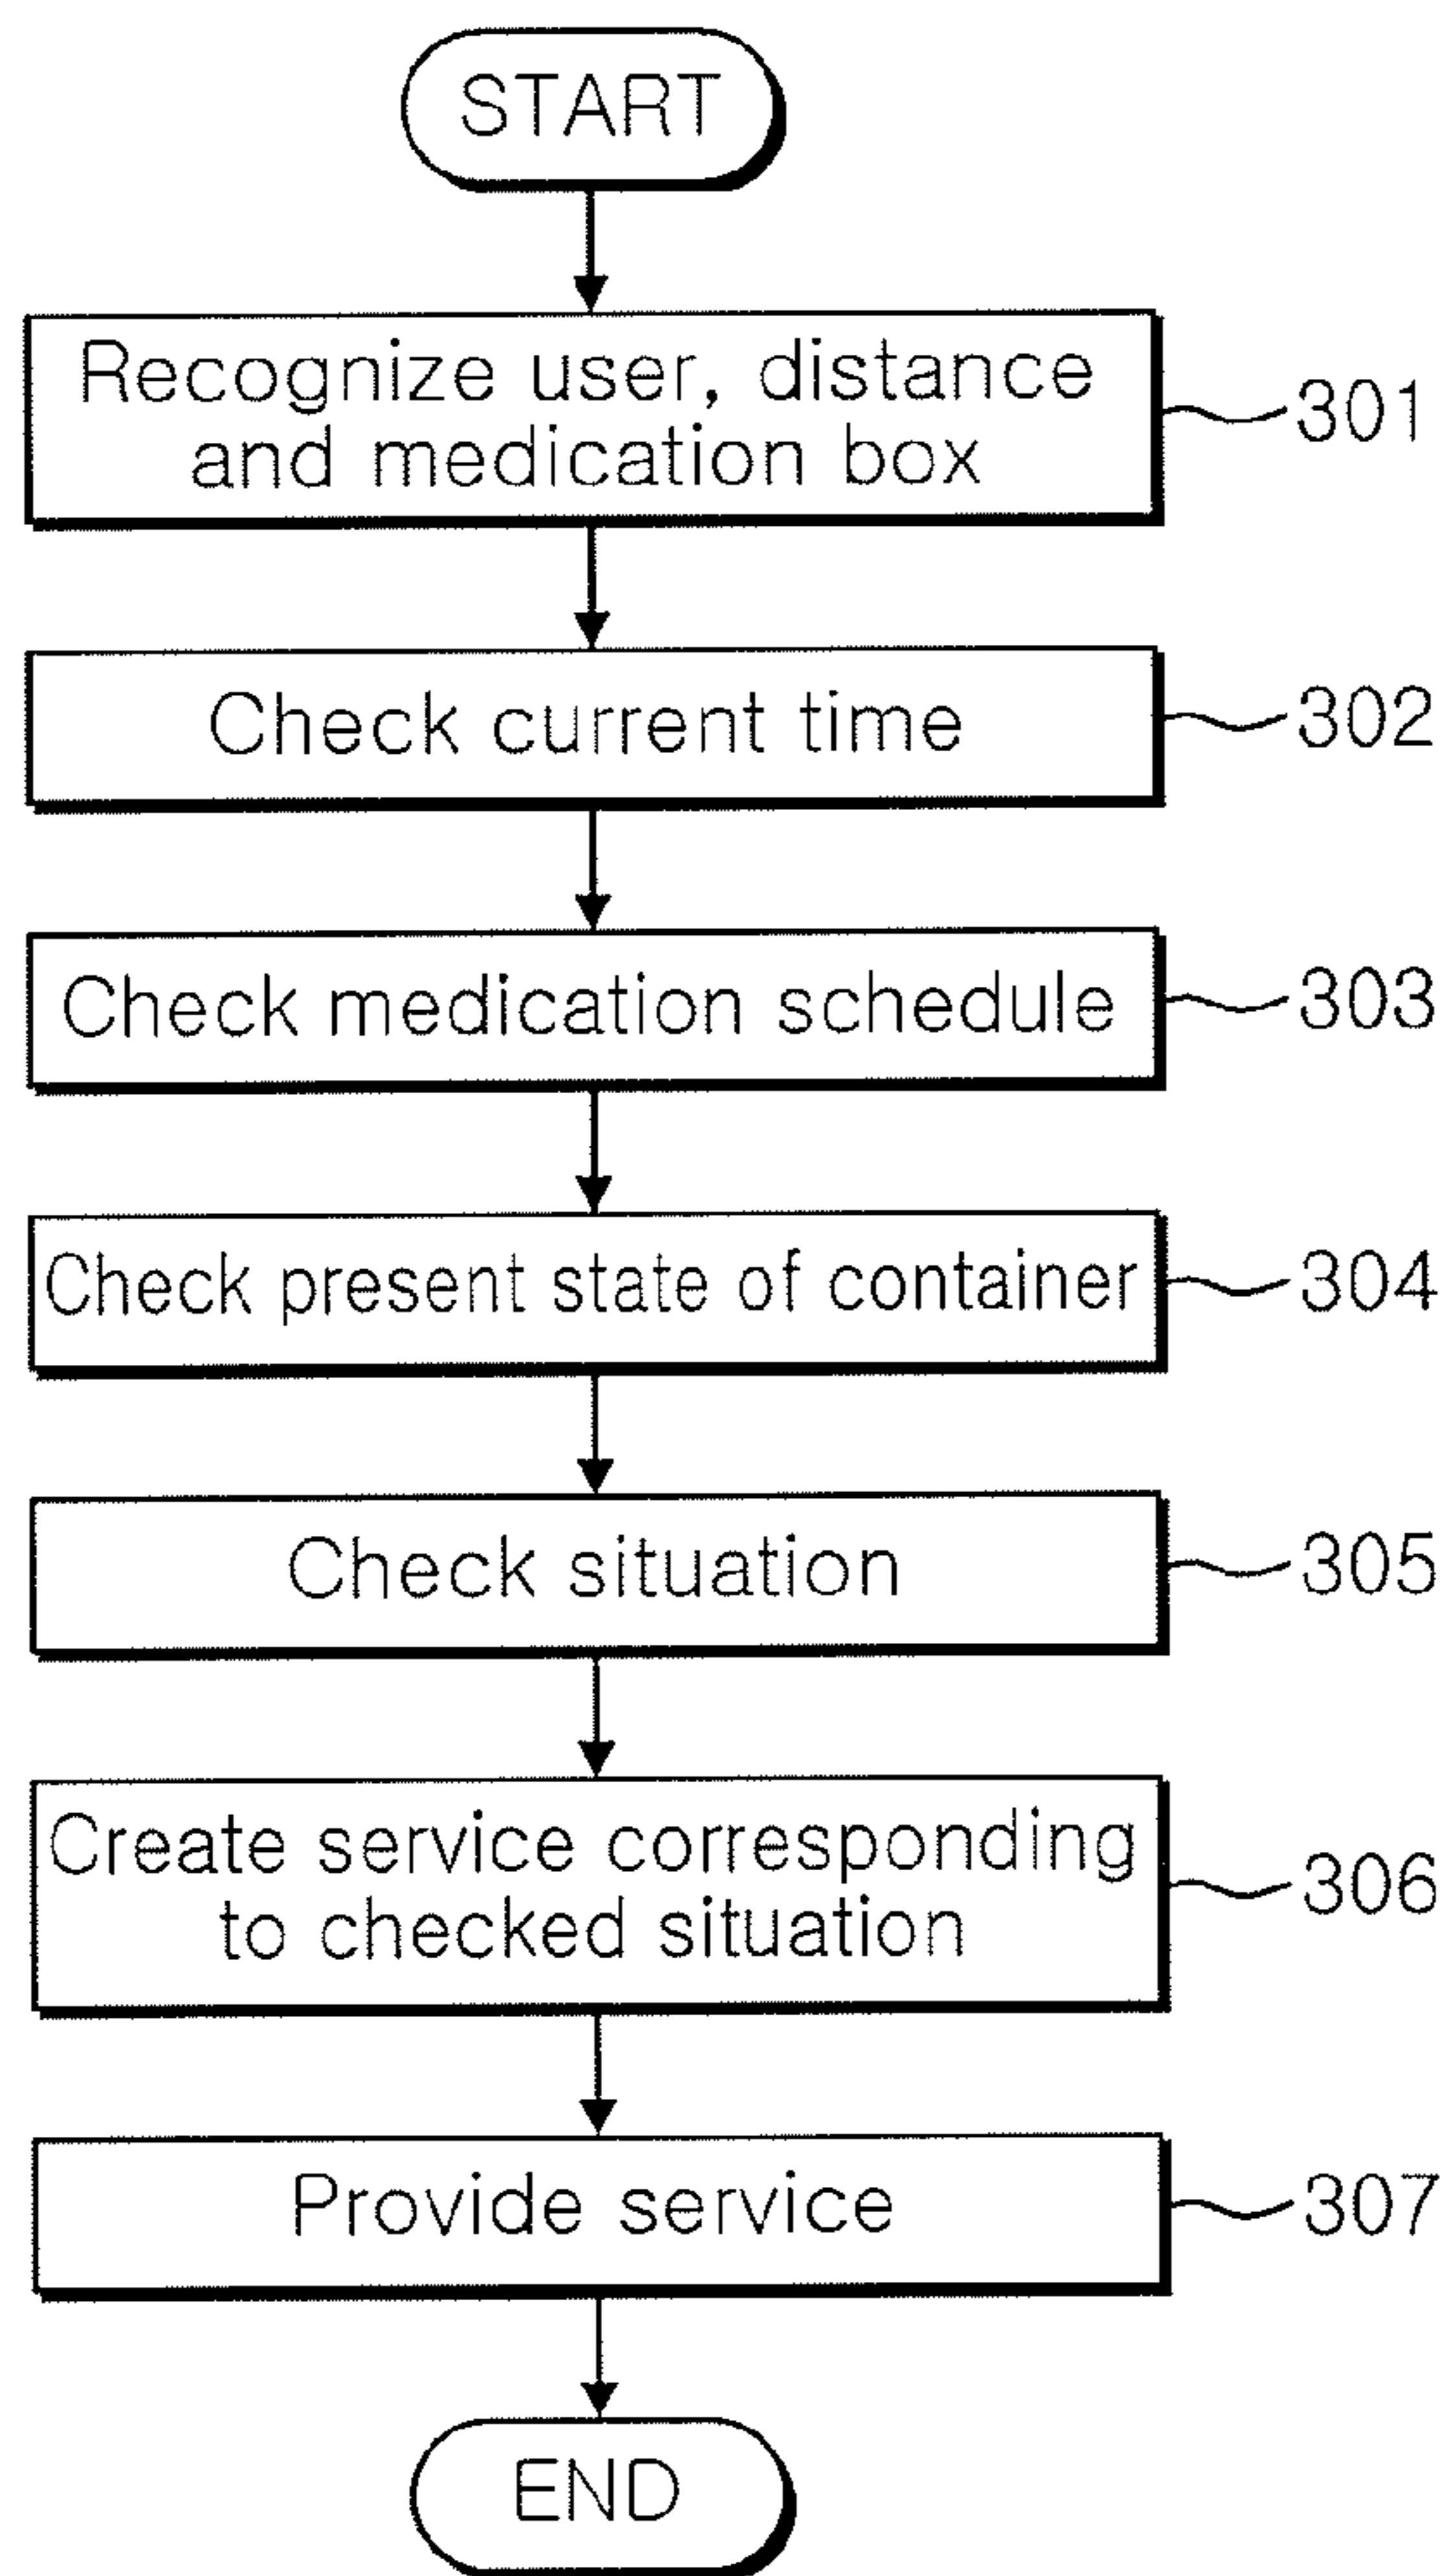 START
Recognize user, distance
and medication box
301
Check current time
302
Check medication schedule
303
Check present state of container
304
Check situation
305
Create service corresponding
to checked situation
306
Provide service
307
END